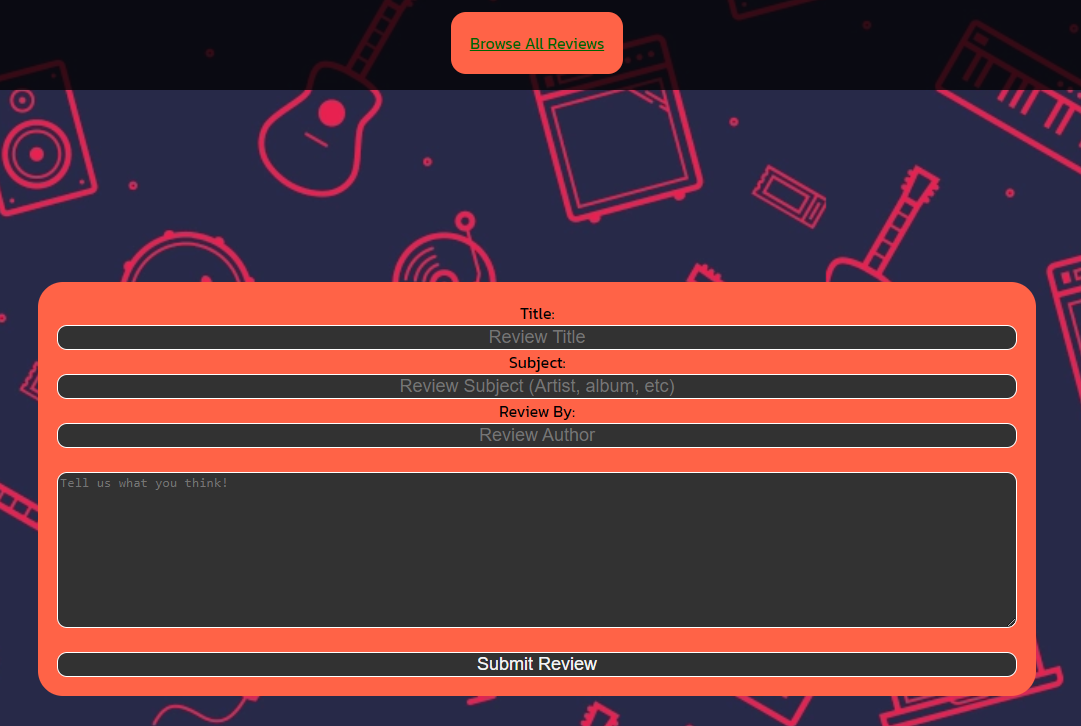 Browse All Reviews
Title:
Review Title
Subject:
Review Subject (Artist, album, etc)
Review By:
Review Author
Tell us what you think!
Submit Review